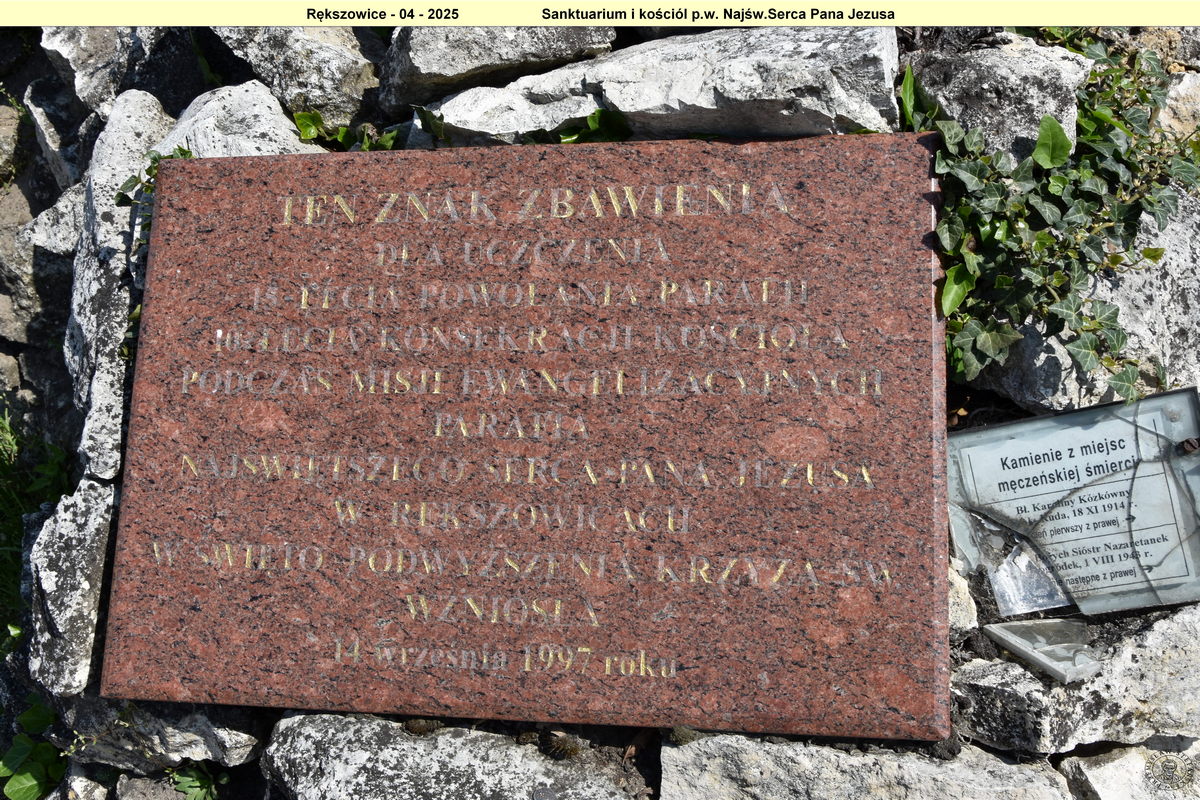 Rększowice - 04 - 2025 Sanktuarium i kośćiól p.w. Najśw.Serca Pana Jezusa
TEN ZNAK ZBAWIENIA
DLA UCZCZENIA
15-LECIA POWOŁANIA PARAFII
10-LECIA KONSEKRACJI KOŚCIOŁA
PODCZAS MISJI EWANGELIZACYJNYCH
PARAFIA
NAJŚWIĘTSZEGO SERCA PANA JEZUSA
W RĘKSZOWICACH
W ŚWIĘTO PODWYŻSZENIA KRZYŻA ŚW
WZNIOSŁA
14 września 1997 roku
Kamienie z miejsc
męczeńskiej śmierci
Bł. Karoliny Kózkówny
Ruda, 18 XI 1914 r.
pierwszy z prawej
Sióstr Nazaretanek
1 VIII 1943 r.
następne z prawej